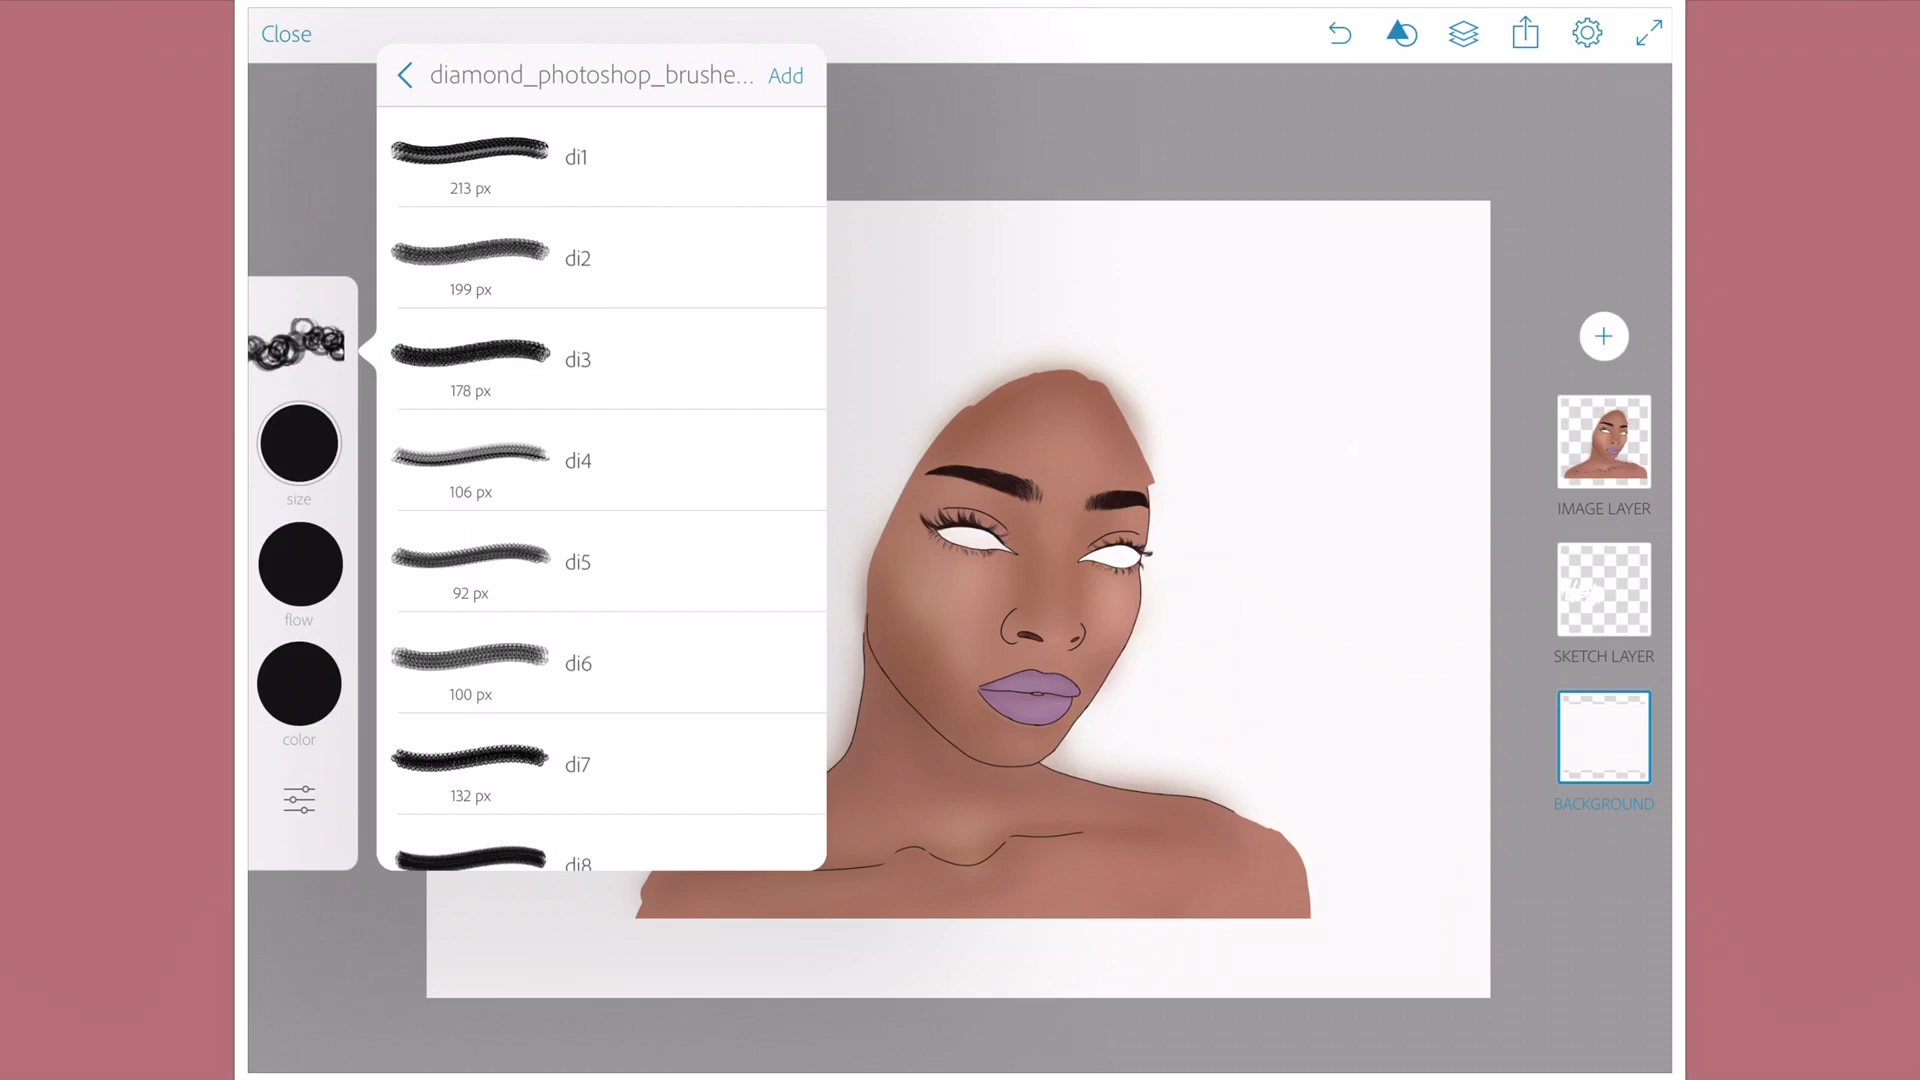 Close
diamond_photoshop_brushe... Add
di1
213 px
di2
199 px
di3
178 px
di4
106 px
di5
92 px
di6
100 px
di7
132 px
di8
size
flow
color
IMAGE LAYER
SKETCH LAYER
BACKGROUND